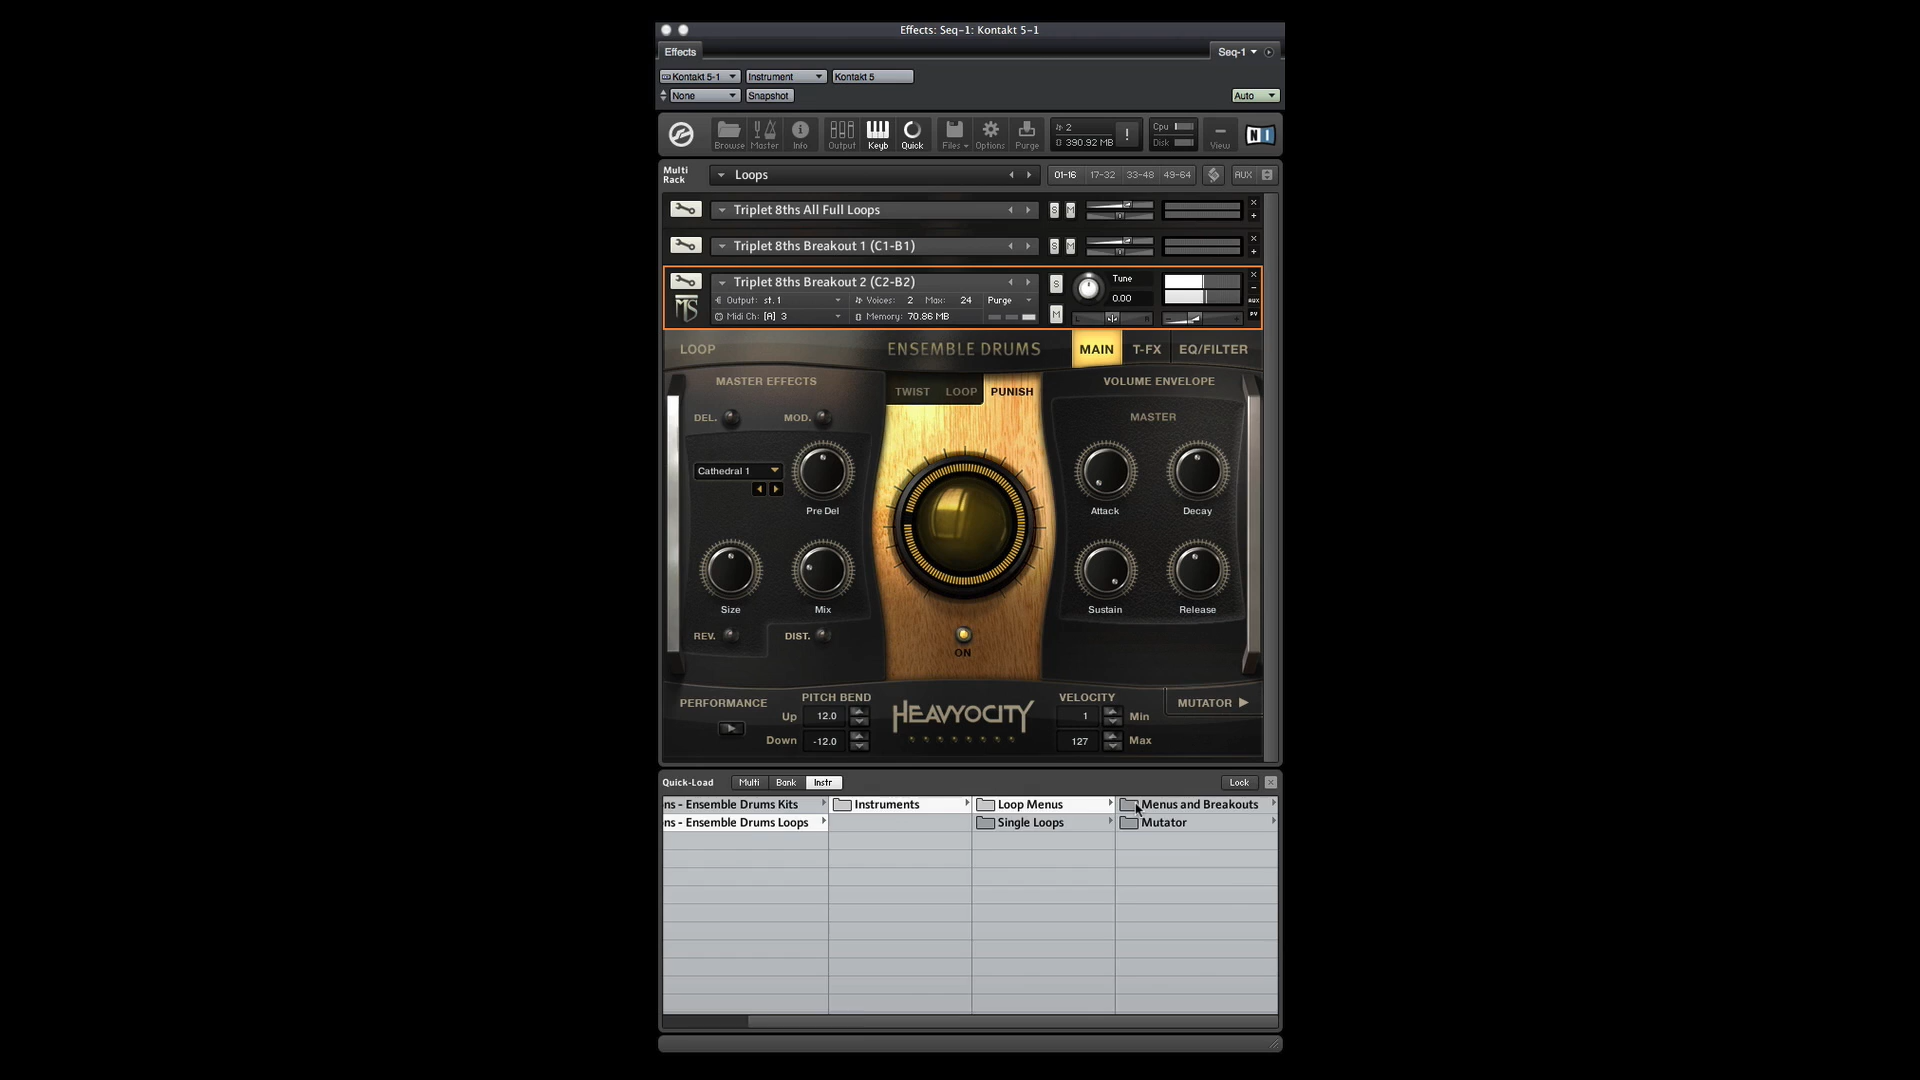 Effects: Seq-1: Kontakt 5-1
Effects
Seq-1
Kontakt 5-1
Instrument
Kontakt 5
None
Snapshot
Auto
Browse
Master
Info
Output
Keyb
Quick
Files
Options
Purge
2
390.92 MB
!
Cpu
Disk
View
NI
Multi
Rack
Loops
01-16
17-32
33-48
49-64
AUX
Triplet 8ths All Full Loops
S M
Triplet 8ths Breakout 1 (C1-B1)
S M
Triplet 8ths Breakout 2 (C2-B2)
S
Tune
0.00
Output: st. 1
Voices: 2 Max: 24
Purge
Midi Ch: [A] 3
Memory: 70.86 MB
M
L
R
AUX
PV
LOOP
ENSEMBLE DRUMS
MAIN
T-FX
EQ/FILTER
MASTER EFFECTS
TWIST
LOOP
PUNISH
VOLUME ENVELOPE
DEL.
MOD.
MASTER
Cathedral 1
Pre Del
Attack
Decay
Size
Mix
Sustain
Release
REV.
DIST.
ON
PERFORMANCE
PITCH BEND
HEAVYOCITY
VELOCITY
MUTATOR
Up 12.0
1 Min
Down -12.0
127 Max
Quick-Load
Multi
Bank
Instr
Lock
ns - Ensemble Drums Kits
Instruments
Loop Menus
Menus and Breakouts
ns - Ensemble Drums Loops
Single Loops
Mutator